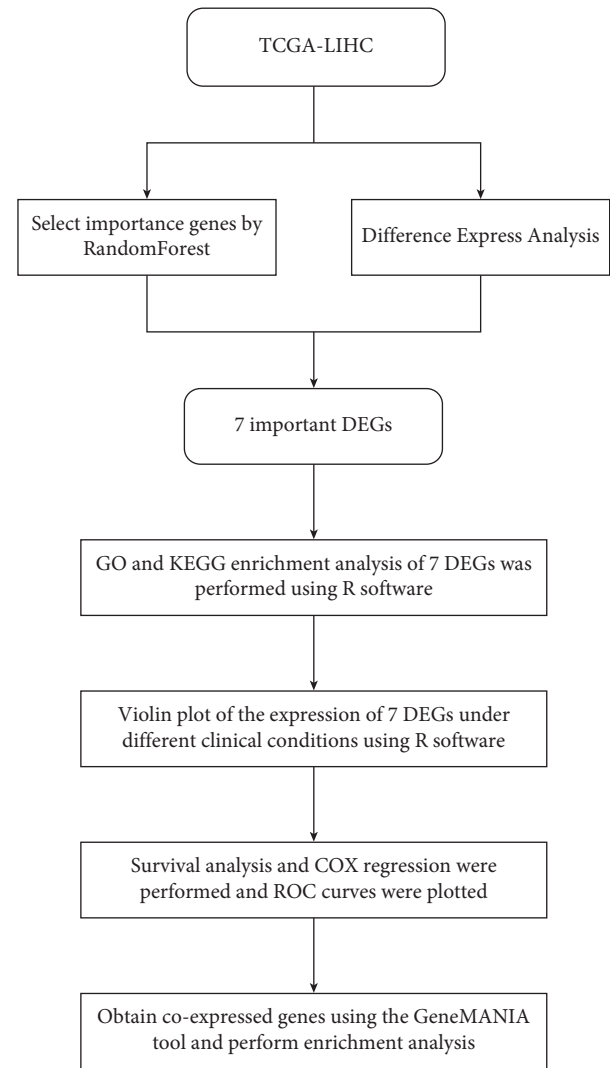 TCGA-LIHC
Select importance genes by
RandomForest
Difference Express Analysis
7 important DEGs
GO and KEGG enrichment analysis of 7 DEGs was
performed using R software
Violin plot of the expression of 7 DEGs under
different clinical conditions using R software
Survival analysis and COX regression were
performed and ROC curves were plotted
Obtain co-expressed genes using the GeneMANIA
tool and perform enrichment analysis